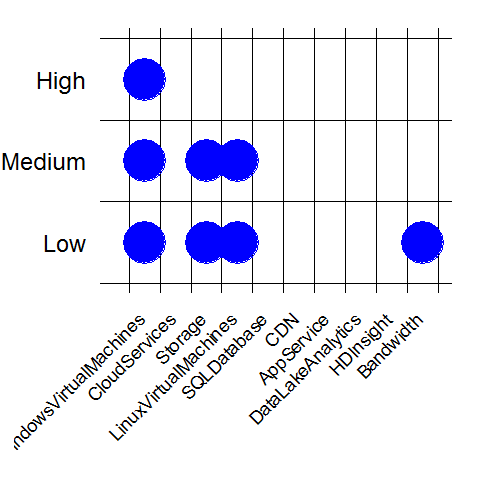 High
Medium
Low
ndowsVirtualMachines
CloudServices
Storage
LinuxVirtualMachines
SQLDatabase
CDN
AppService
DataLakeAnalytics
HDInsight
Bandwidth